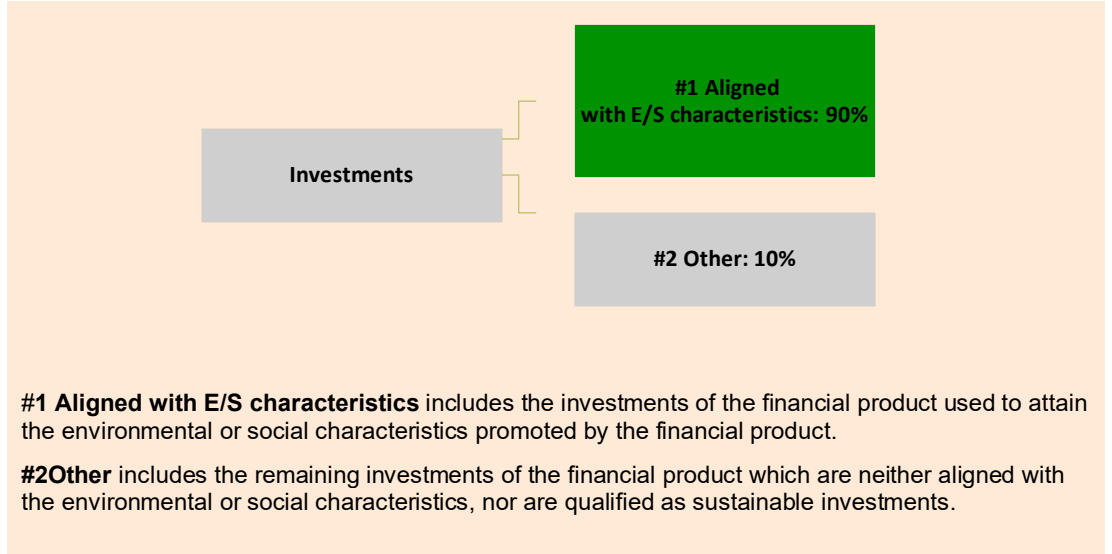 #1 Aligned
with E/S characteristics: 90%
Investments
#2 Other: 10%
#1 Aligned with E/S characteristics includes the investments of the financial product used to attain
the environmental or social characteristics promoted by the financial product.
#2Other includes the remaining investments of the financial product which are neither aligned with
the environmental or social characteristics, nor are qualified as sustainable investments.